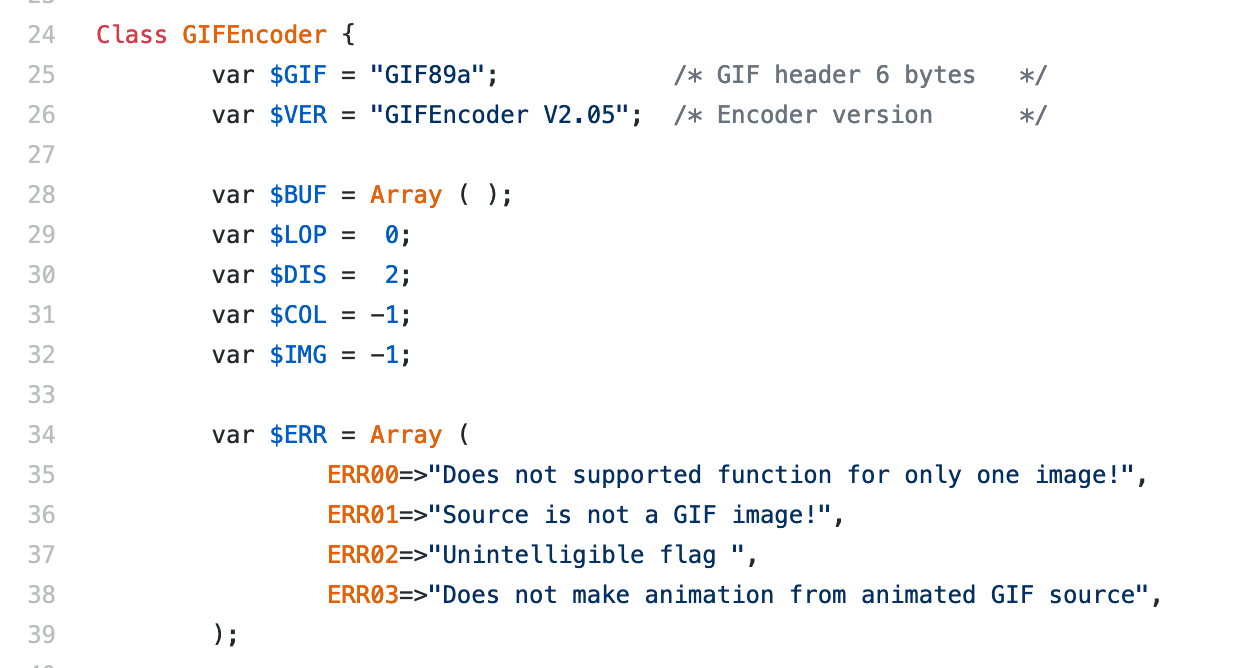 24 Class GIFEncoder {
25 var $GIF = "GIF89a"; /* GIF header 6 bytes */
26 var $VER = "GIFEncoder V2.05"; /* Encoder version */
27
28 var $BUF = Array ( );
29 var $LOP = 0;
30 var $DIS = 2;
31 var $COL = -1;
32 var $IMG = -1;
33
34 var $ERR = Array (
35 ERR00=>"Does not supported function for only one image!",
36 ERR01=>"Source is not a GIF image!",
37 ERR02=>"Unintelligible flag ",
38 ERR03=>"Does not make animation from animated GIF source",
39 );